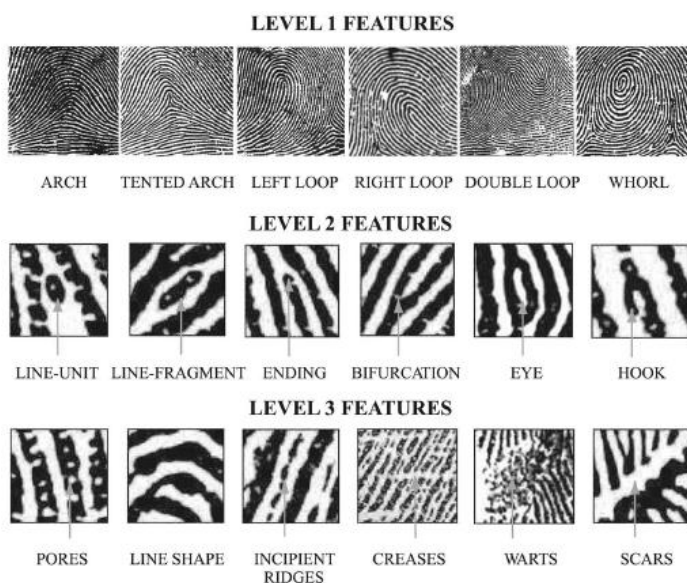 LEVEL 1 FEATURES
ARCH TENTED ARCH LEFT LOOP RIGHT LOOP DOUBLE LOOP WHORL
LEVEL 2 FEATURES
LINE-UNIT LINE-FRAGMENT ENDING BIFURCATION EYE HOOK
LEVEL 3 FEATURES
PORES LINE SHAPE INCIPIENT RIDGES CREASES WARTS SCARS